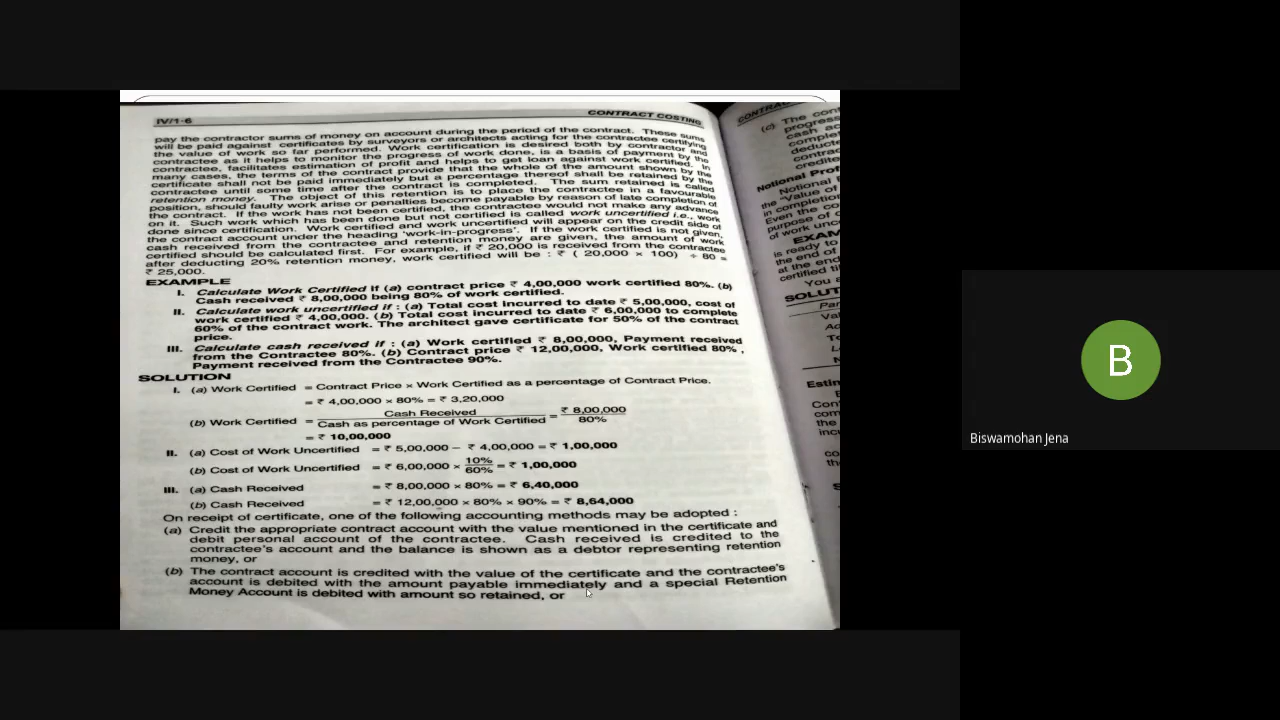 IV/1-6
CONTRACT COSTING
pay the contractor sums of money on account during the period of the contract. These sums
will be paid against certificates by surveyors or architects acting for the contractee certifying
the value of work so far performed. Work certification is desired both by contractor and
contractee as it helps to monitor the progress of work done, is a basis of payment by the
contractee, facilitates estimation of profit and helps to get loan against work certified. In
many cases, the terms of the contract provide that the whole of the amount shown by the
certificate shall not be paid immediately but a percentage thereof shall be retained by the
contractee until some time after the contract is completed. The sum retained is called
retention money. The object of this retention is to place the contractee in a favourable
position, should faulty work arise or penalties become payable by reason of late completion of
the contract. If the work has not been certified, the contractee would not make any advance
on it. Such work which has been done but not certified is called work uncertified i.e., work
done since certification. Work certified and work uncertified will appear on the credit side of
the contract account under the heading 'work-in-progress'. If the work certified is not given,
cash received from the contractee and retention money are given, the amount of work
certified should be calculated first. For example, if ₹ 20,000 is received from the contractee
after deducting 20% retention money, work certified will be : ₹ ( 20,000 × 100) ÷ 80 =
₹ 25,000.
EXAMPLE
I. Calculate Work Certified if (a) contract price ₹ 4,00,000 work certified 80%. (b)
Cash received ₹ 8,00,000 being 80% of work certified.
II. Calculate work uncertified if : (a) Total cost incurred to date ₹ 5,00,000, cost of
work certified ₹ 4,00,000. (b) Total cost incurred to date ₹ 6,00,000 to complete
60% of the contract work. The architect gave certificate for 50% of the contract
price.
III. Calculate cash received if : (a) Work certified ₹ 8,00,000, Payment received
from the Contractee 80%. (b) Contract price ₹ 12,00,000, Work certified 80% ,
Payment received from the Contractee 90%.
SOLUTION
I. (a) Work Certified = Contract Price × Work Certified as a percentage of Contract Price.
= ₹ 4,00,000 × 80% = ₹ 3,20,000
(b) Work Certified = Cash Received / Cash as percentage of Work Certified = ₹ 8,00,000 / 80%
= ₹ 10,00,000
II. (a) Cost of Work Uncertified = ₹ 5,00,000 – ₹ 4,00,000 = ₹ 1,00,000
(b) Cost of Work Uncertified = ₹ 6,00,000 × 10% / 60% = ₹ 1,00,000
III. (a) Cash Received = ₹ 8,00,000 × 80% = ₹ 6,40,000
(b) Cash Received = ₹ 12,00,000 × 80% × 90% = ₹ 8,64,000
On receipt of certificate, one of the following accounting methods may be adopted :
(a) Credit the appropriate contract account with the value mentioned in the certificate and
debit personal account of the contractee. Cash received is credited to the
contractee's account and the balance is shown as a debtor representing retention
money, or
(b) The contract account is credited with the value of the certificate and the contractee's
account is debited with the amount payable immediately and a special Retention
Money Account is debited with amount so retained, or
(c) The
progress
Notional
Notional
the "Value of
in completion
Even the
purpose of
of work
is ready to
the end of
at the end
certified
You
B
Biswamohan Jena